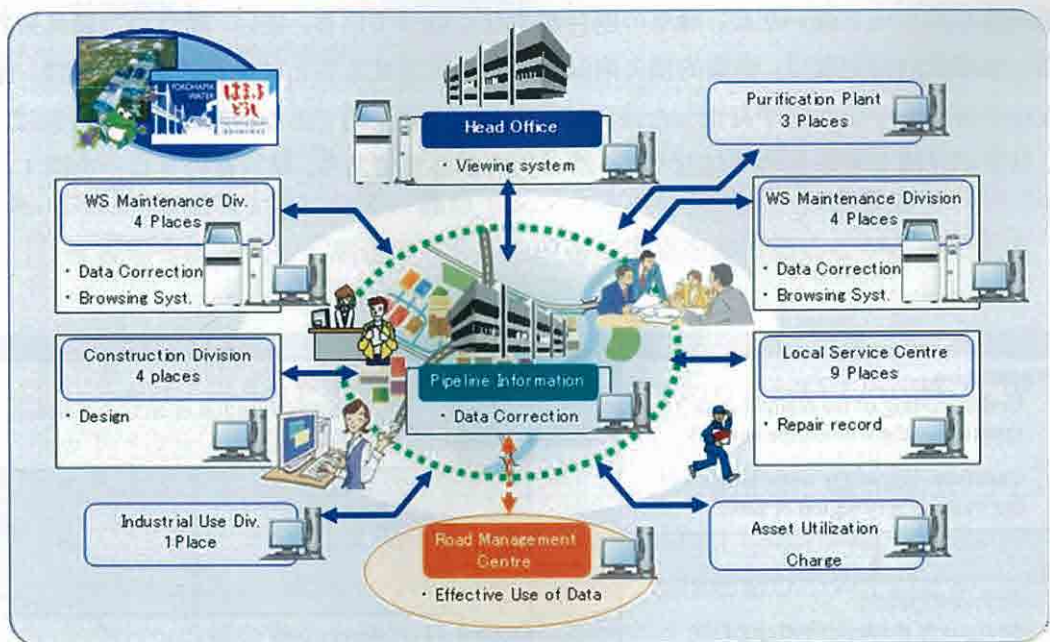 YOKOHAMA
WATER
はまっ子
どうし
Head Office
・Viewing system
Purification Plant
3 Places
WS Maintenance Div.
4 Places
・Data Correction
・Browsing Syst.
WS Maintenance Division
4 Places
・Data Correction
・Browsing Syst.
Construction Division
4 places
・Design
Pipeline Information
・Data Correction
Local Service Centre
9 Places
・Repair record
Industrial Use Div.
1Place
Road Management
Centre
・Effective Use of Data
Asset Utilization
Charge